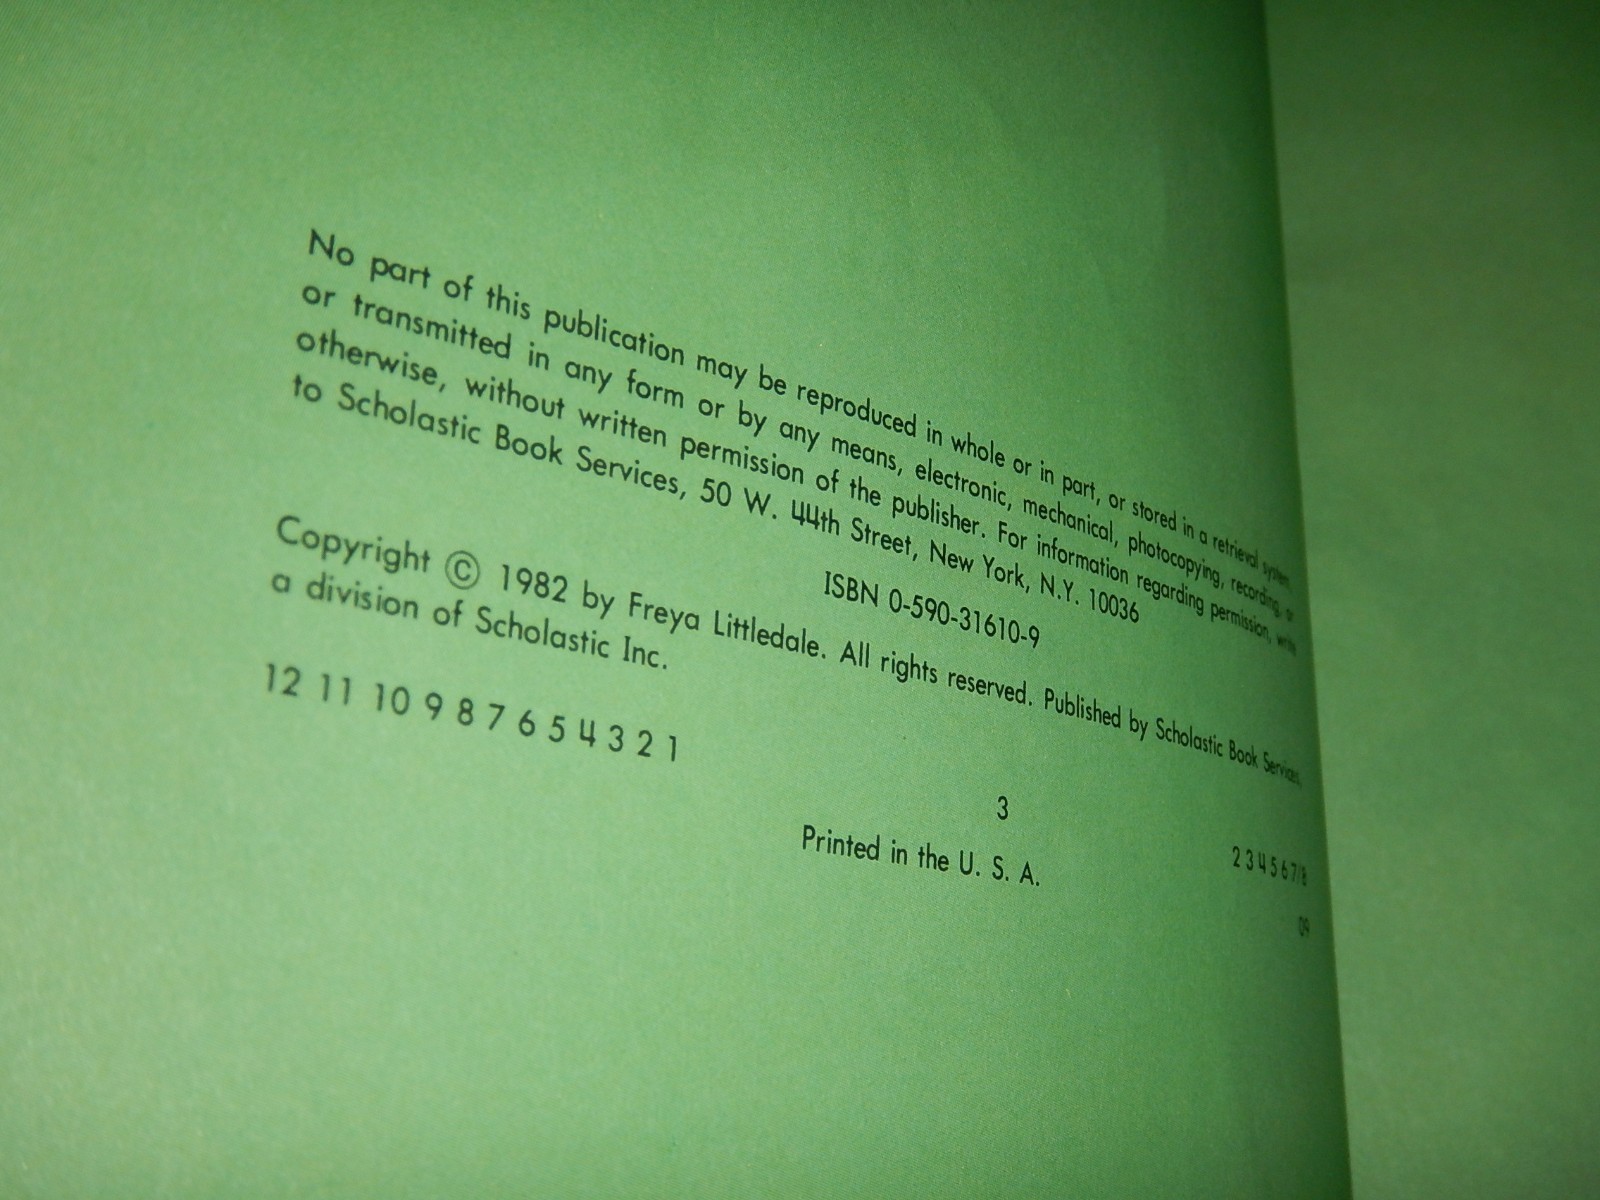 No part of this publication may be reproduced in whole or in part, or stored in a retrieval system,
or transmitted in any form or by any means, electronic, mechanical, photocopying, recording, or
otherwise, without written permission of the publisher. For information regarding permission, write
to Scholastic Book Services, 50 W. 44th Street, New York, N.Y. 10036
ISBN 0-590-31610-9
Copyright © 1982 by Freya Littledale. All rights reserved. Published by Scholastic Book Services,
a division of Scholastic Inc.
12 11 10 9 8 7 6 5 4 3 2 1 3 2 3 4 5 6 7/8
Printed in the U. S. A. 09